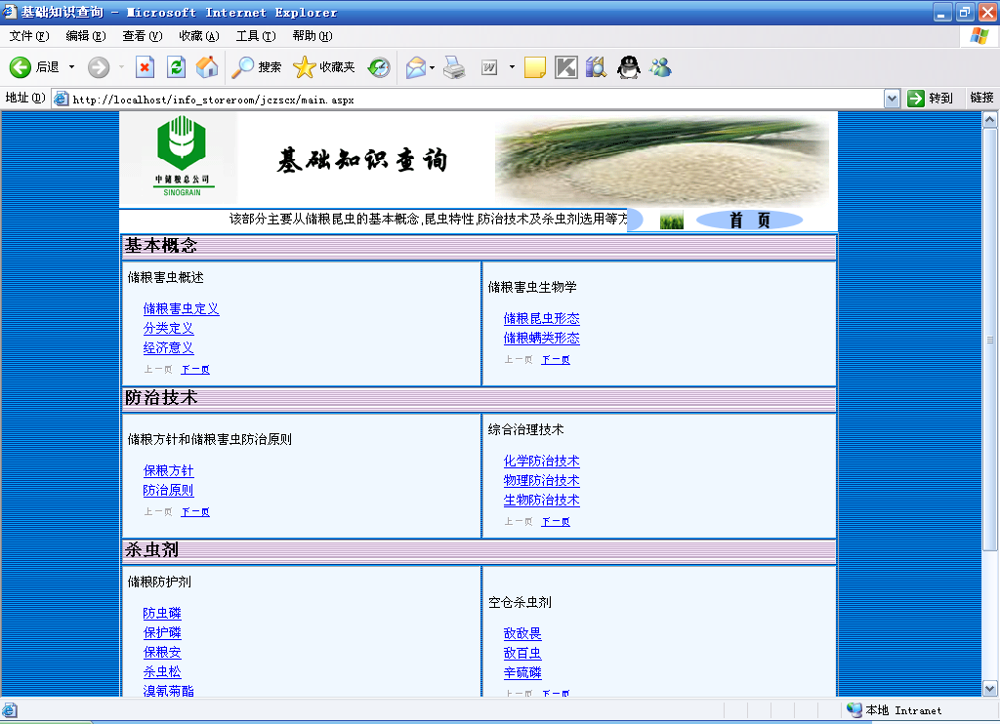 基础知识查询 - Microsoft Internet Explorer
文件(F) 编辑(E) 查看(V) 收藏(A) 工具(T) 帮助(H)
后退 搜索 收藏夹
地址(D) http://localhost/info_storeroom/jczscx/main.aspx 转到 链接
中储粮总公司
SINOGRAIN
基础知识查询
该部分主要从储粮昆虫的基本概念,昆虫特性,防治技术及杀虫剂选用等方
首 页
基本概念
储粮害虫概述
储粮害虫定义
分类定义
经济意义
上一页 下一页
储粮害虫生物学
储粮昆虫形态
储粮螨类形态
上一页 下一页
防治技术
储粮方针和储粮害虫防治原则
保粮方针
防治原则
上一页 下一页
综合治理技术
化学防治技术
物理防治技术
生物防治技术
上一页 下一页
杀虫剂
储粮防护剂
防虫磷
保护磷
保粮安
杀虫松
溴氰菊酯
空仓杀虫剂
敌敌畏
敌百虫
辛硫磷
上一页 下一页
本地 Intranet